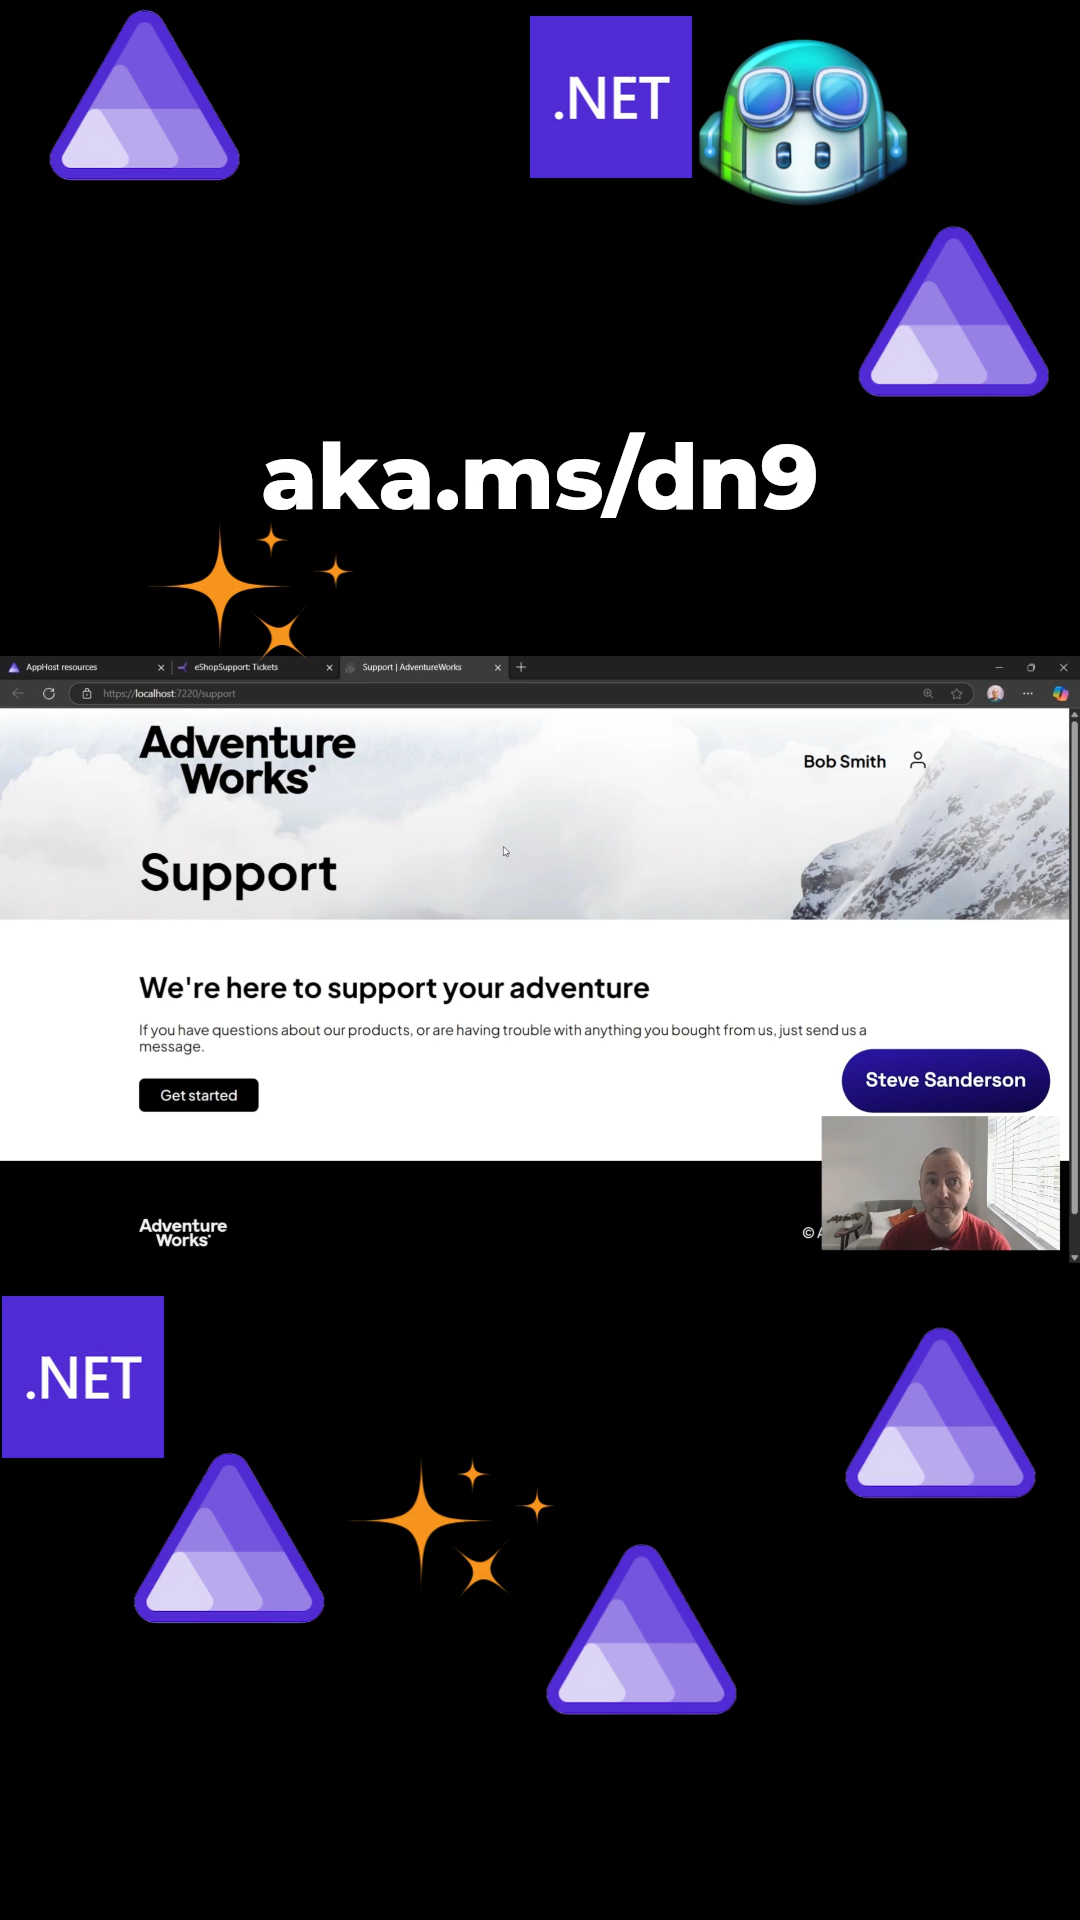 .NET
aka.ms/dn9
AppHost resources
eShopSupport: Tickets
Support | AdventureWorks
https://localhost:7220/support
Adventure
Works
Bob Smith
Support
We're here to support your adventure
If you have questions about our products, or are having trouble with anything you bought from us, just send us a
message.
Get started
Steve Sanderson
Adventure
Works
©
.NET